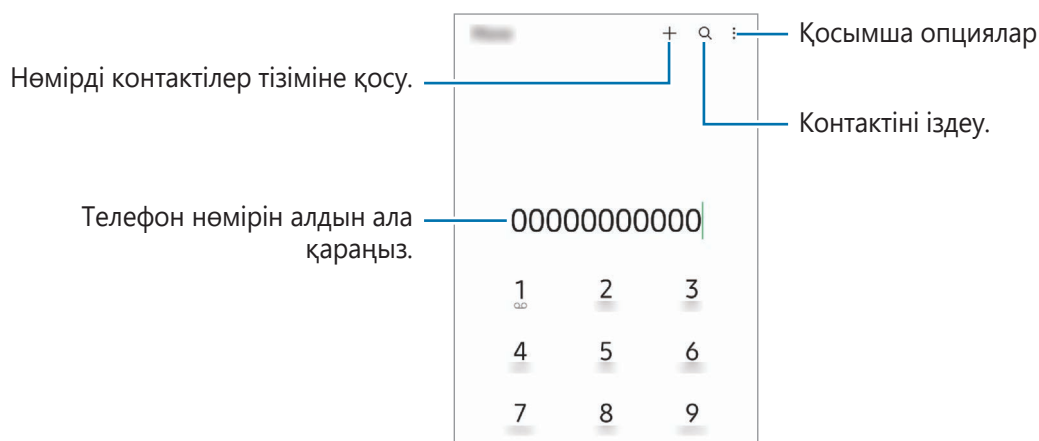 Қосымша опциялар
Нөмірді контактілер тізіміне қосу.
Контактіні іздеу.
Телефон нөмірін алдын ала
қараңыз.
00000000000
1 2 3
4 5 6
7 8 9